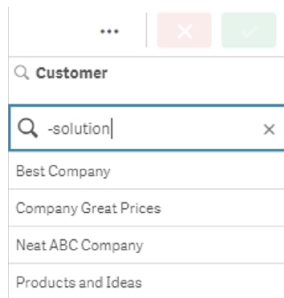 ...
Customer
-solution
Best Company
Company Great Prices
Neat ABC Company
Products and Ideas